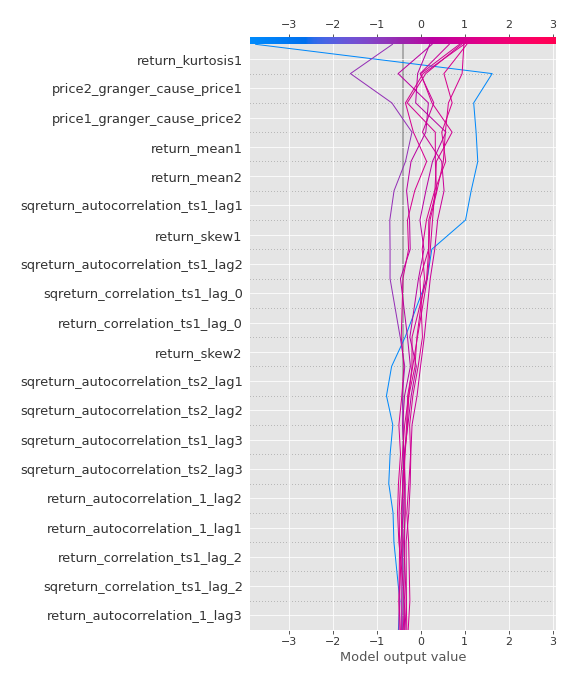 −3 −2 −1 0 1 2 3
return_kurtosis1
price2_granger_cause_price1
price1_granger_cause_price2
return_mean1
return_mean2
sqreturn_autocorrelation_ts1_lag1
return_skew1
sqreturn_autocorrelation_ts1_lag2
sqreturn_correlation_ts1_lag_0
return_correlation_ts1_lag_0
return_skew2
sqreturn_autocorrelation_ts2_lag1
sqreturn_autocorrelation_ts2_lag2
sqreturn_autocorrelation_ts1_lag3
sqreturn_autocorrelation_ts2_lag3
return_autocorrelation_1_lag2
return_autocorrelation_1_lag1
return_correlation_ts1_lag_2
sqreturn_correlation_ts1_lag_2
return_autocorrelation_1_lag3
−3 −2 −1 0 1 2 3
Model output value